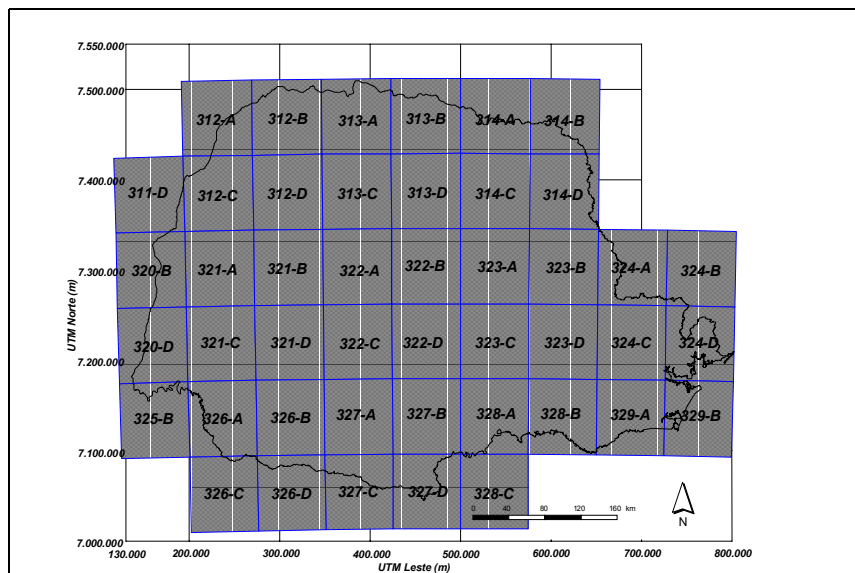 7.550.000
7.500.000
312-A 312-B 313-A 313-B 314-A 314-B
7.400.000
311-D 312-C 312-D 313-C 313-D 314-C 314-D
7.300.000
320-B 321-A 321-B 322-A 322-B 323-A 323-B 324-A 324-B
UTM Norte (m)
320-D 321-C 321-D 322-C 322-D 323-C 323-D 324-C 324-D
7.200.000
325-B 326-A 326-B 327-A 327-B 328-A 328-B 329-A 329-B
7.100.000
326-C 326-D 327-C 327-D 328-C
0 40 80 120 160 km
N
7.000.000
130.000 200.000 300.000 400.000 500.000 600.000 700.000 800.000
UTM Leste (m)